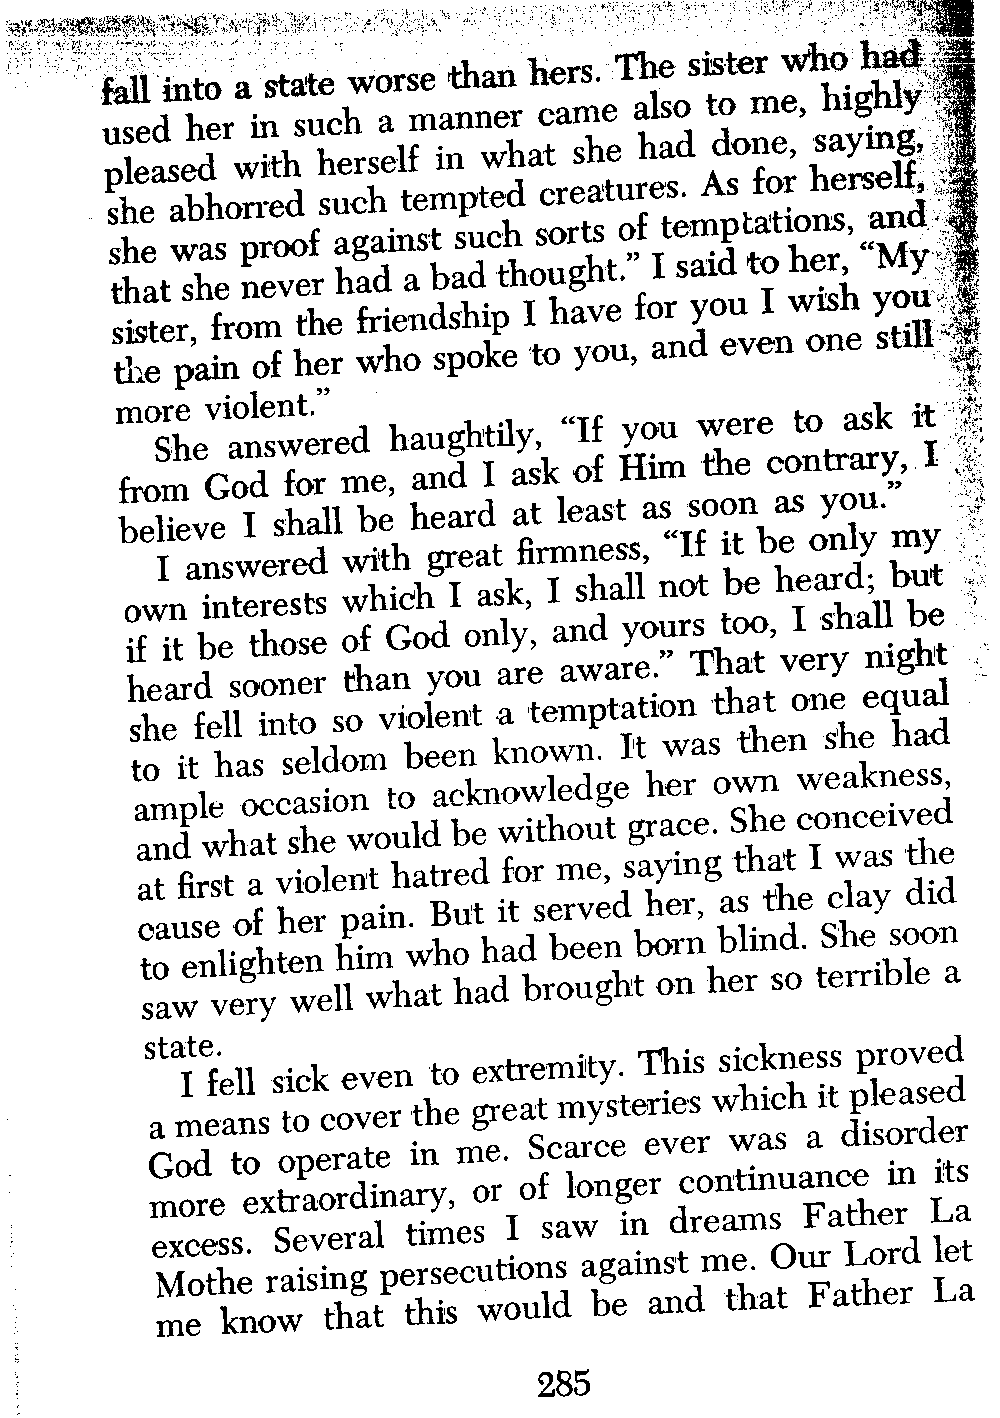 fall into a state worse than hers. The sister who had
used her in such a manner came also to me, highly
pleased with herself in what she had done, saying,
she abhorred such tempted creatures. As for herself,
she was proof against such sorts of temptations, and
that she never had a bad thought.” I said to her, “My
sister, from the friendship I have for you I wish you
the pain of her who spoke to you, and even one still
more violent.”
She answered haughtily, “If you were to ask it
from God for me, and I ask of Him the contrary, I
believe I shall be heard at least as soon as you.”
I answered with great firmness, “If it be only my
own interests which I ask, I shall not be heard; but
if it be those of God only, and yours too, I shall be
heard sooner than you are aware.” That very night
she fell into so violent a temptation that one equal
to it has seldom been known. It was then she had
ample occasion to acknowledge her own weakness,
and what she would be without grace. She conceived
at first a violent hatred for me, saying that I was the
cause of her pain. But it served her, as the clay did
to enlighten him who had been born blind. She soon
saw very well what had brought on her so terrible a
state.
I fell sick even to extremity. This sickness proved
a means to cover the great mysteries which it pleased
God to operate in me. Scarce ever was a disorder
more extraordinary, or of longer continuance in its
excess. Several times I saw in dreams Father La
Mothe raising persecutions against me. Our Lord let
me know that this would be and that Father La
285